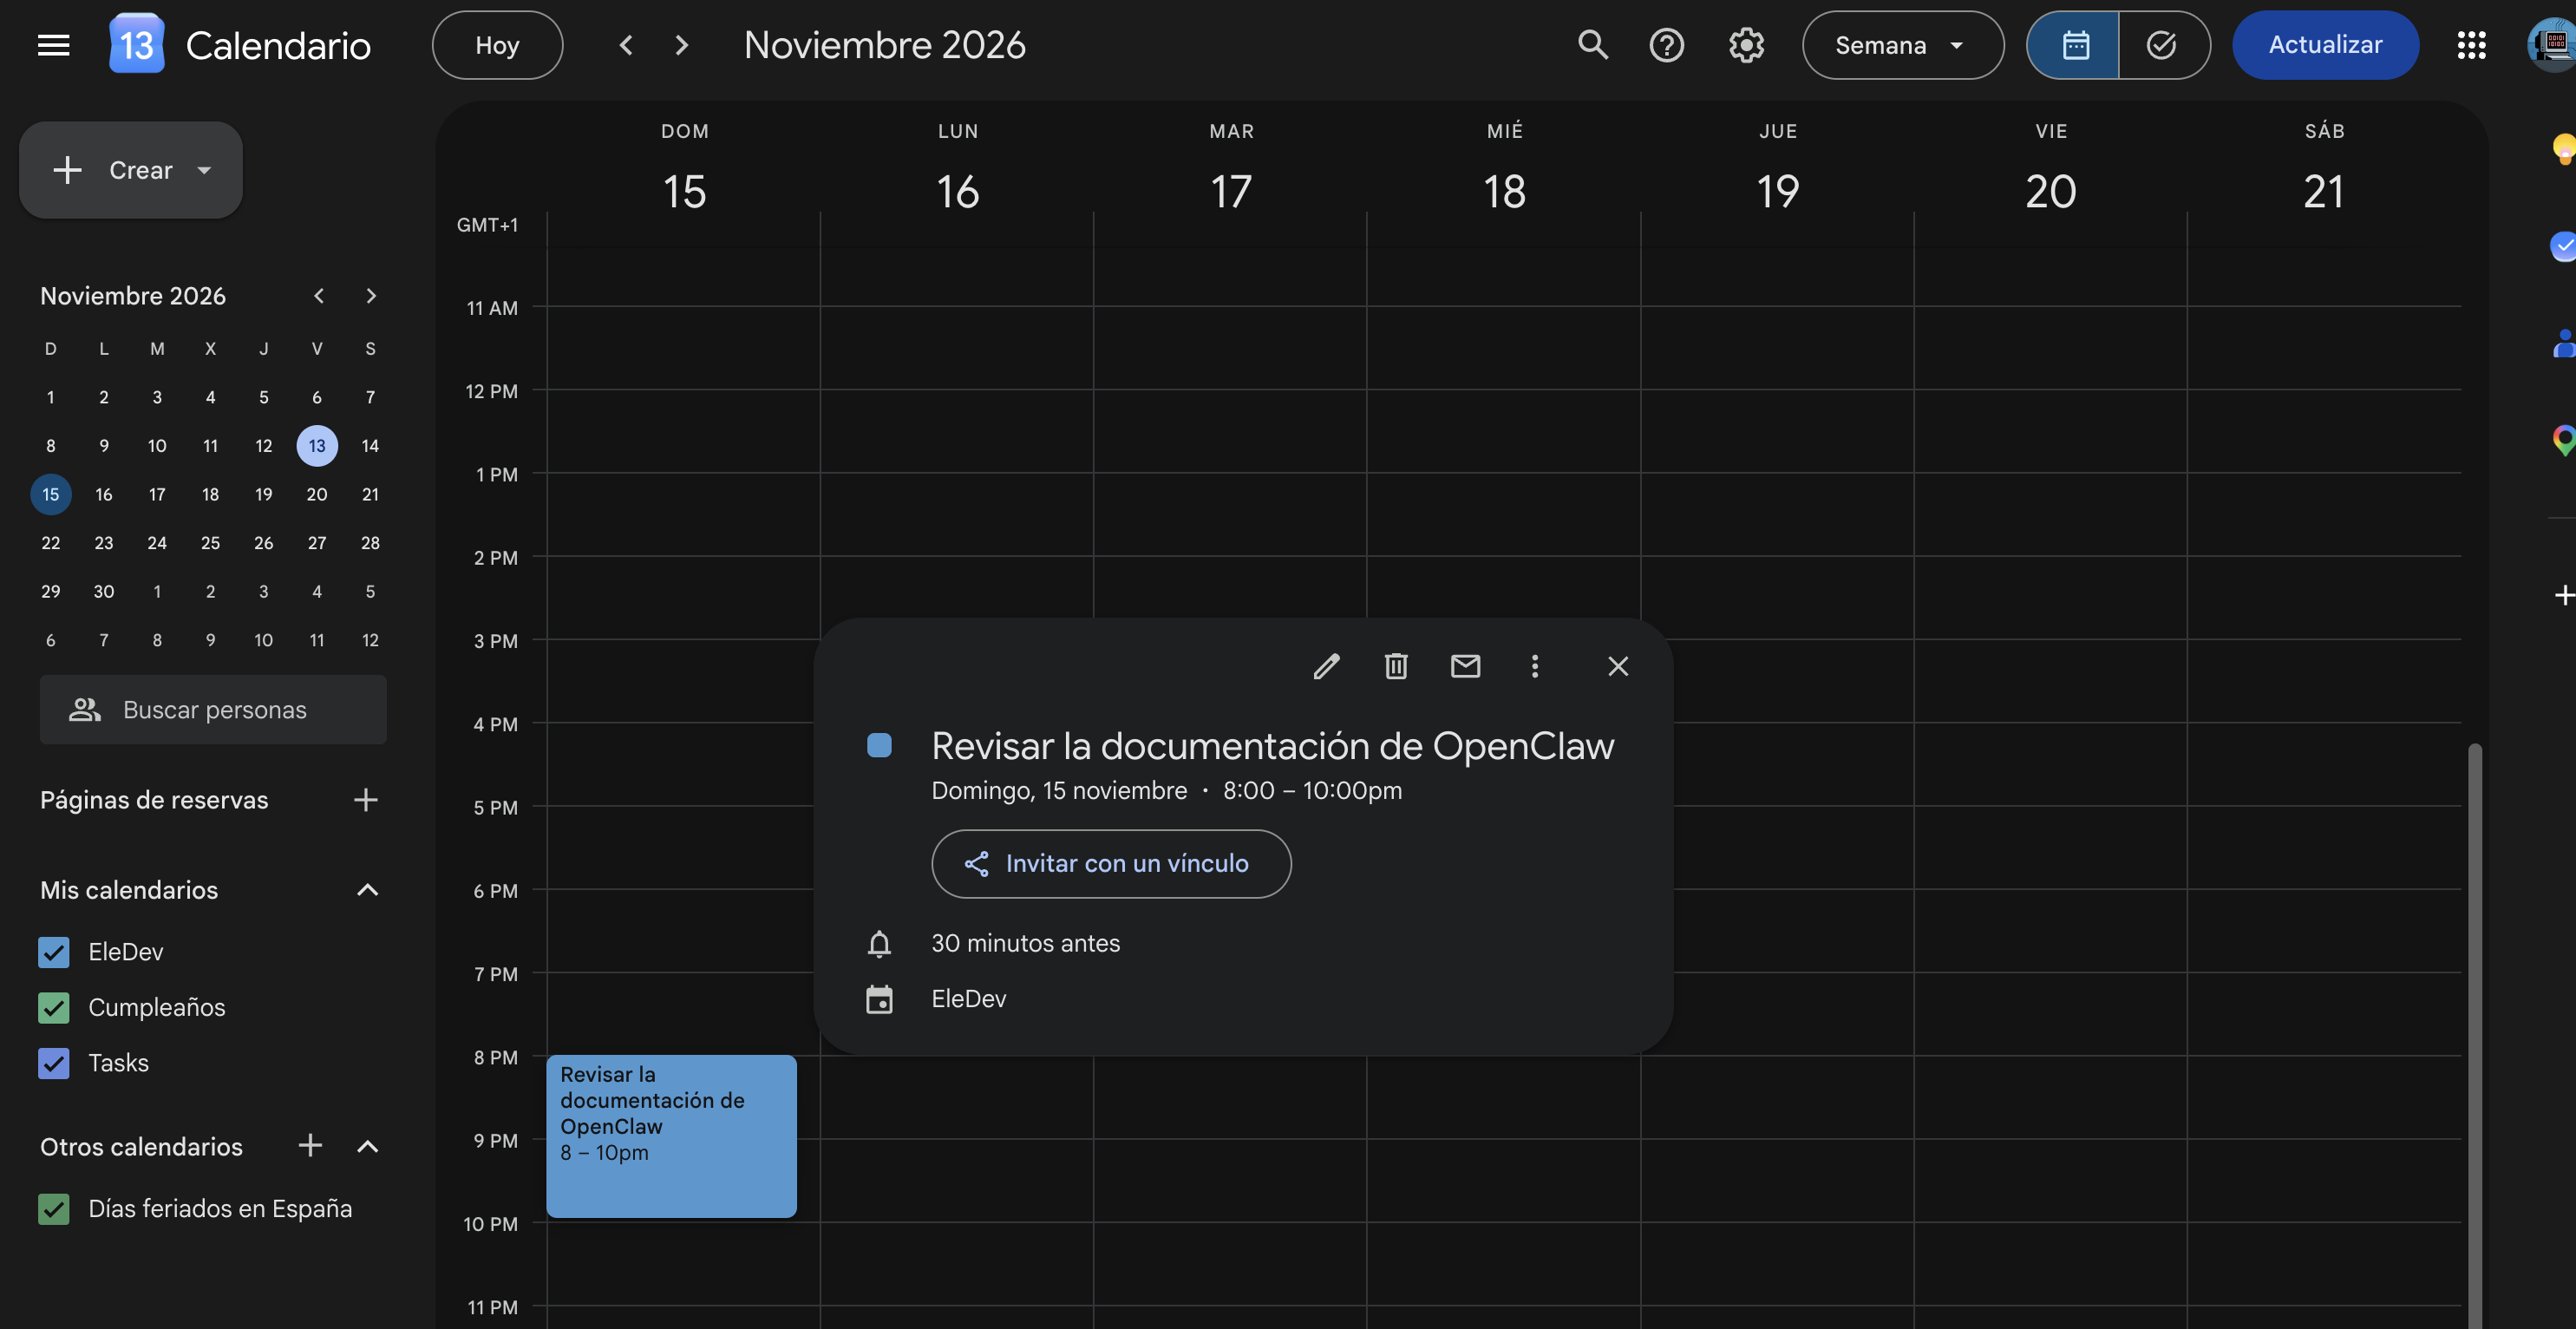 13 Calendario
Hoy
Noviembre 2026
Semana
Actualizar
Crear
Noviembre 2026
D L M X J V S
1 2 3 4 5 6 7
8 9 10 11 12 13 14
15 16 17 18 19 20 21
22 23 24 25 26 27 28
29 30 1 2 3 4 5
6 7 8 9 10 11 12
Buscar personas
Páginas de reservas
Mis calendarios
EleDev
Cumpleaños
Tasks
Otros calendarios
Días feriados en España
DOM LUN MAR MIÉ JUE VIE SÁB
15 16 17 18 19 20 21
GMT+1
11 AM
12 PM
1 PM
2 PM
3 PM
4 PM
5 PM
6 PM
7 PM
8 PM
9 PM
10 PM
11 PM
Revisar la documentación de OpenClaw
Domingo, 15 noviembre · 8:00 – 10:00pm
Invitar con un vínculo
30 minutos antes
EleDev
Revisar la
documentación de
OpenClaw
8 – 10pm